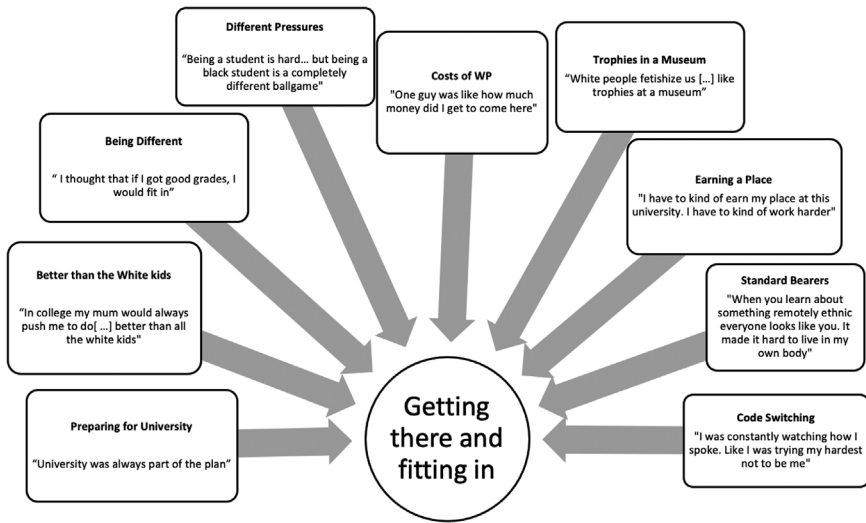 Different Pressures
“Being a student is hard… but being a
black student is a completely
different ballgame"
Costs of WP
"One guy was like how much
money did I get to come here"
Trophies in a Museum
“White people fetishize us […] like
trophies at a museum”
Being Different
“ I thought that if I got good grades, I
would fit in”
Earning a Place
"I have to kind of earn my place at this
university. I have to kind of work harder"
Better than the White kids
“In college my mum would always
push me to do[ …] better than all
the white kids"
Standard Bearers
"When you learn about
something remotely ethnic
everyone looks like you. It
made it hard to live in my
own body”
Preparing for University
“University was always part of the plan”
Getting
there and
fitting in
Code Switching
"I was constantly watching how I
spoke. Like I was trying my hardest
not to be me"